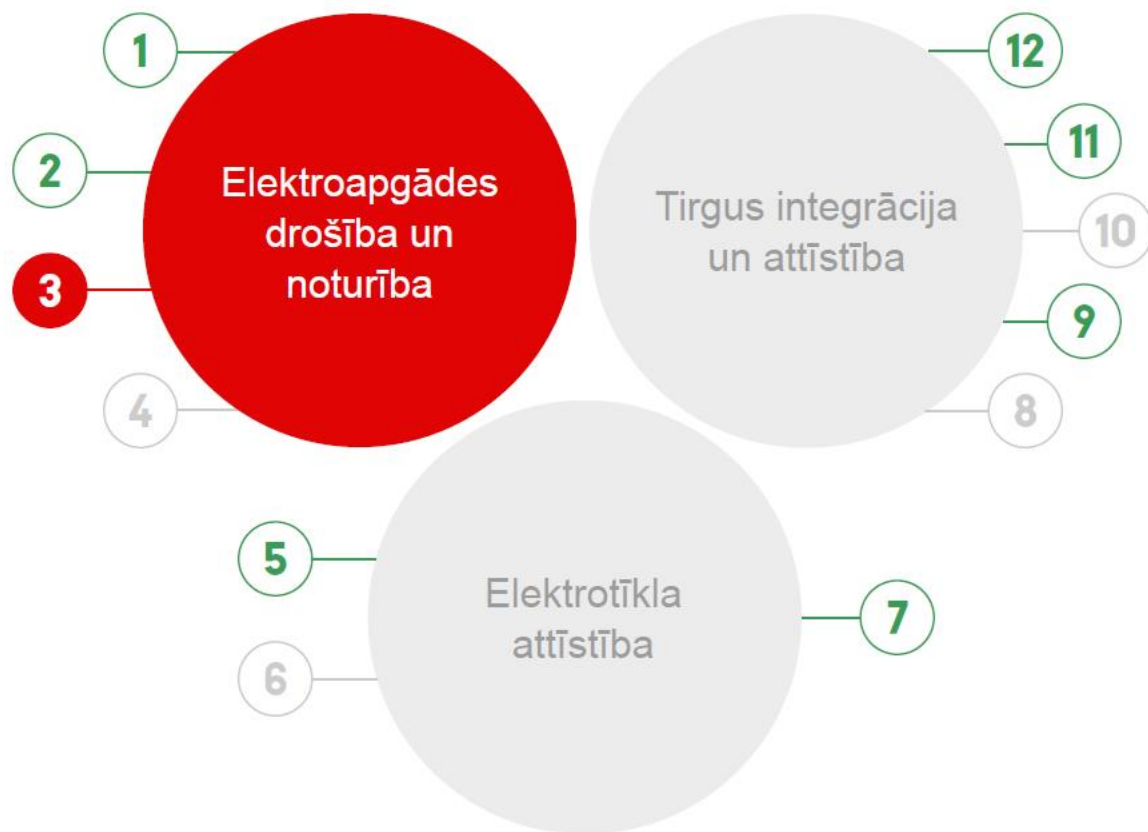 1
2
3
4
Elektroapgādes
drošība un
noturība
Tirgus integrācija
un attīstība
12
11
10
9
8
5
6
Elektrotīkla
attīstība
7